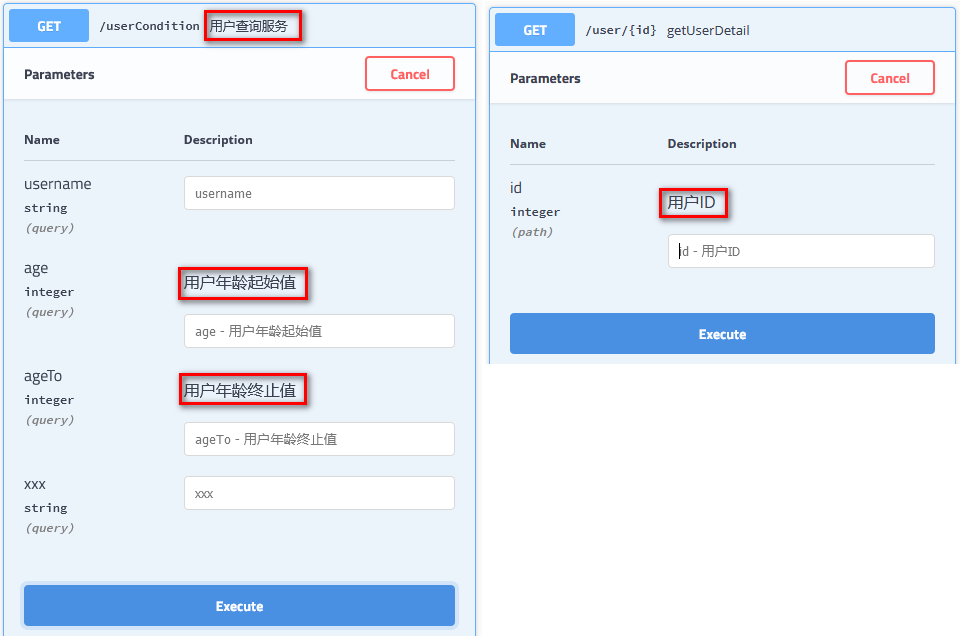 GET /userCondition 用户查询服务
Parameters Cancel
Name Description
username username
string
(query)
age 用户年龄起始值
integer
(query) age - 用户年龄起始值
ageTo 用户年龄终止值
integer
(query) ageTo - 用户年龄终止值
xxx xxx
string
(query)
Execute
GET /user/{id} getUserDetail
Parameters Cancel
Name Description
id 用户ID
integer
(path) id - 用户ID
Execute